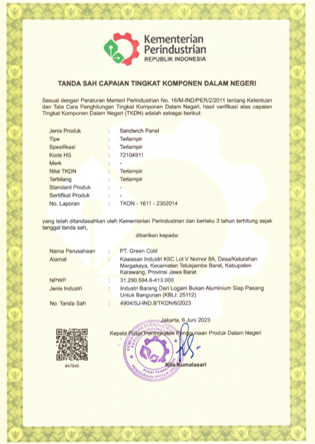 Kementerian
Perindustrian
REPUBLIK INDONESIA
TANDA SAH CAPAIAN TINGKAT KOMPONEN DALAM NEGERI
Sesuai dengan Peraturan Menteri Perindustrian No. 16/M-IND/PER/2/2011 tentang Ketentuan
dan Tata Cara Penghitungan Tingkat Komponen Dalam Negeri, hasil verifikasi atas capaian
Tingkat Komponen Dalam Negeri (TKDN) adalah sebagai berikut:
Jenis Produk : Sandwich Panel
Tipe : Terlampir
Spesifikasi : Terlampir
Kode HS : 72104911
Merk : -
Nilai TKDN : Terlampir
Terbilang : Terlampir
Standard Produk : -
Sertifikat Produk : -
No. Laporan : TKDN - 1611 - 2302014
yang telah ditandasahkan oleh Kementerian Perindustrian dan berlaku 3 tahun terhitung sejak
tanggal tanda sah,
diberikan kepada:
Nama Perusahaan : PT. Green Cold
Alamat : Kawasan Industri KIIC Lot V Nomor 8A, Desa/Kelurahan
Margakaya, Kecamatan Telukjambe Barat, Kabupaten
Karawang, Provinsi Jawa Barat
NPWP : 31.290.594.6-413.000
Jenis Industri : Industri Barang Dari Logam Bukan Aluminium Siap Pasang
Untuk Bangunan (KBLI: 25112)
No. Tanda Sah : 4904/SJ-IND.8/TKDN/6/2023
Jakarta, 6 Juni 2023
Kepala Pusat Peningkatan Penggunaan Produk Dalam Negeri
Nila Kumalasari